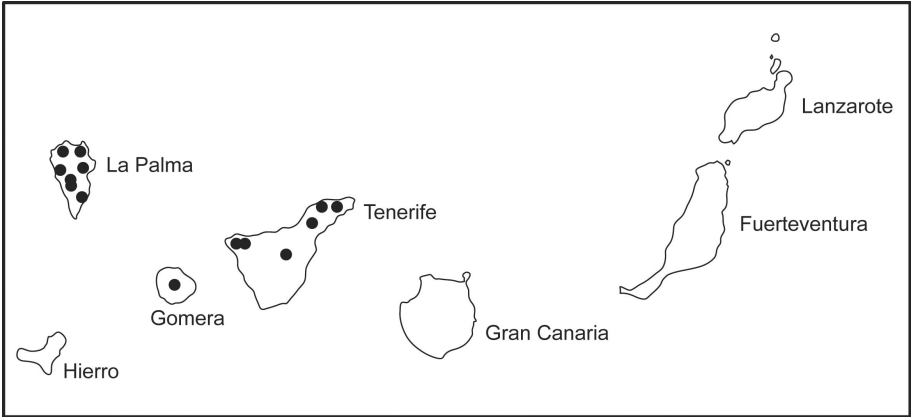 Lanzarote
La Palma
Tenerife
Fuerteventura
Gomera
Gran Canaria
Hierro